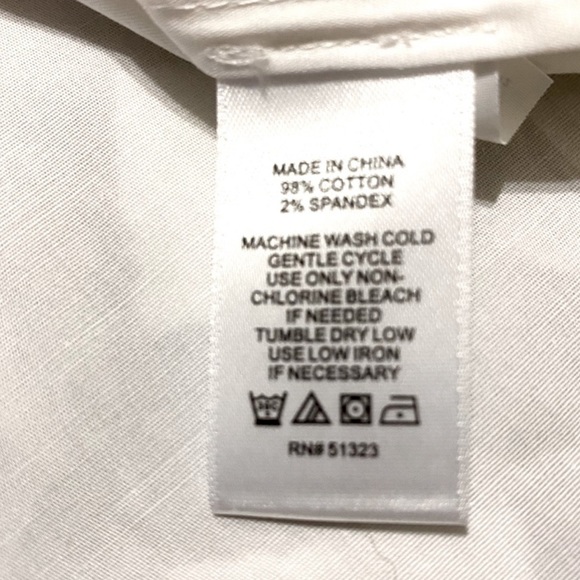 MADE IN CHINA
98% COTTON
2% SPANDEX
MACHINE WASH COLD
GENTLE CYCLE
USE ONLY NON-
CHLORINE BLEACH
IF NEEDED
TUMBLE DRY LOW
USE LOW IRON
IF NECESSARY
RN# 51323